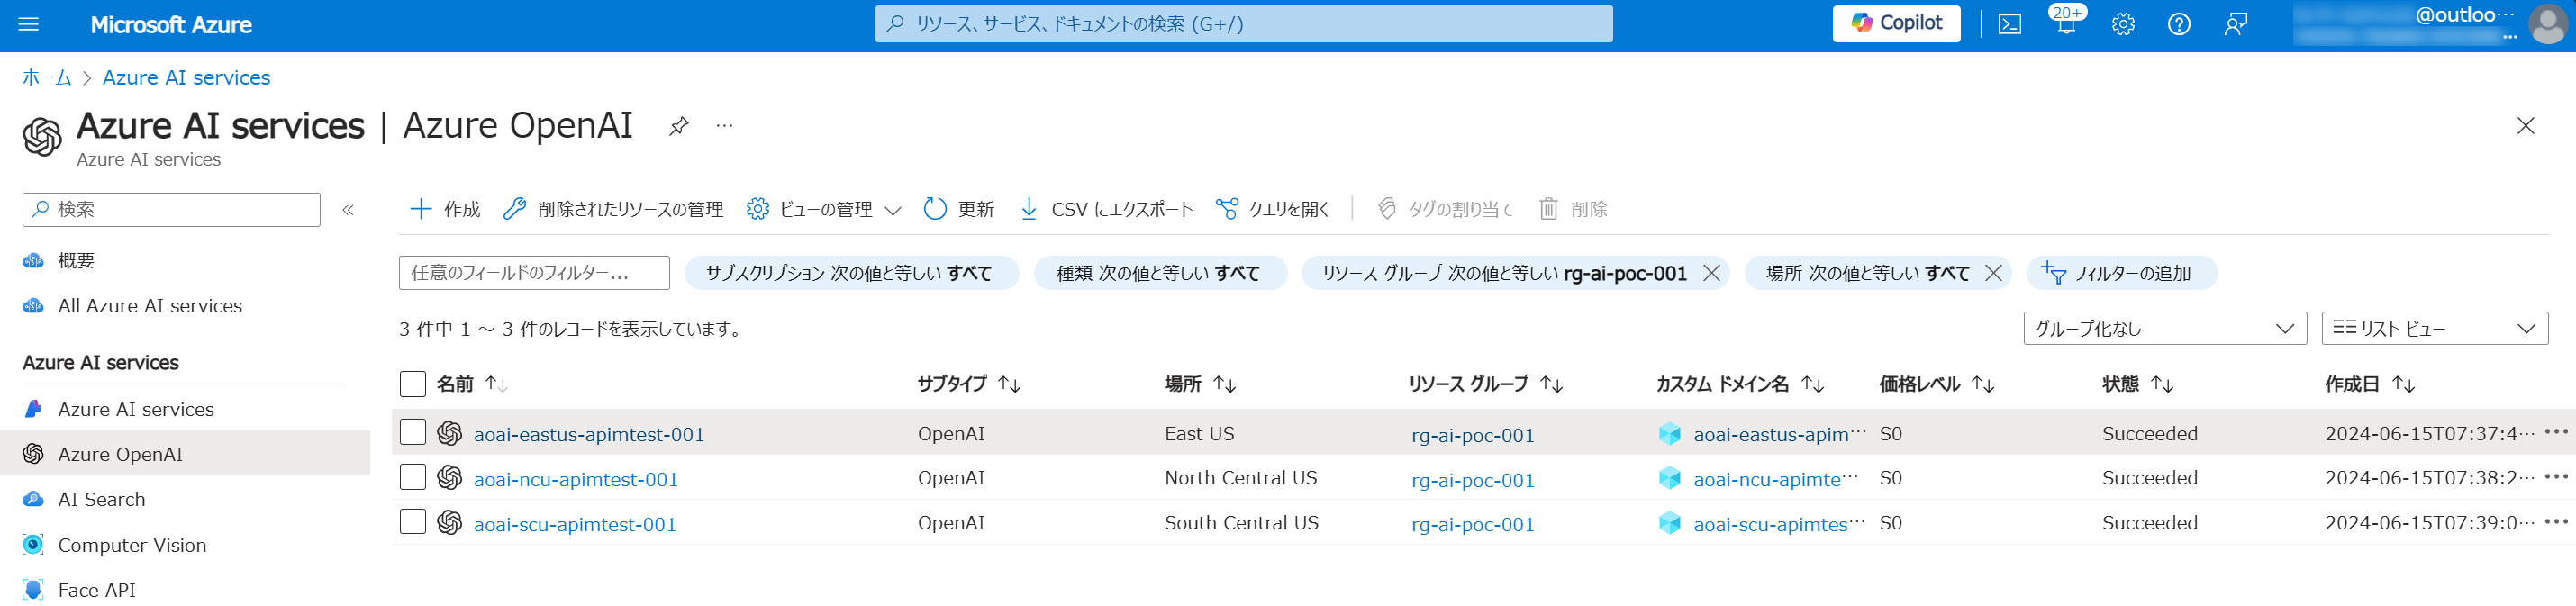 Microsoft Azure
リソース、サービス、ドキュメントの検索 (G+/)
Copilot
20+
@outloo…
…
ホーム > Azure AI services
Azure AI services | Azure OpenAI
…
Azure AI services
検索
«
作成 削除されたリソースの管理 ビューの管理 更新 CSV にエクスポート クエリを開く タグの割り当て 削除
概要
All Azure AI services
Azure AI services
Azure AI services
Azure OpenAI
AI Search
Computer Vision
Face API
任意のフィールドのフィルター... サブスクリプション 次の値と等しい すべて 種類 次の値と等しい すべて リソース グループ 次の値と等しい rg-ai-poc-001 場所 次の値と等しい すべて フィルターの追加
3 件中 1 ～ 3 件のレコードを表示しています。 グループ化なし リスト ビュー
名前 サブタイプ 場所 リソース グループ カスタム ドメイン名 価格レベル 状態 作成日
aoai-eastus-apimtest-001 OpenAI East US rg-ai-poc-001 aoai-eastus-apim… S0 Succeeded 2024-06-15T07:37:4…
aoai-ncu-apimtest-001 OpenAI North Central US rg-ai-poc-001 aoai-ncu-apimte… S0 Succeeded 2024-06-15T07:38:2…
aoai-scu-apimtest-001 OpenAI South Central US rg-ai-poc-001 aoai-scu-apimtes… S0 Succeeded 2024-06-15T07:39:0…